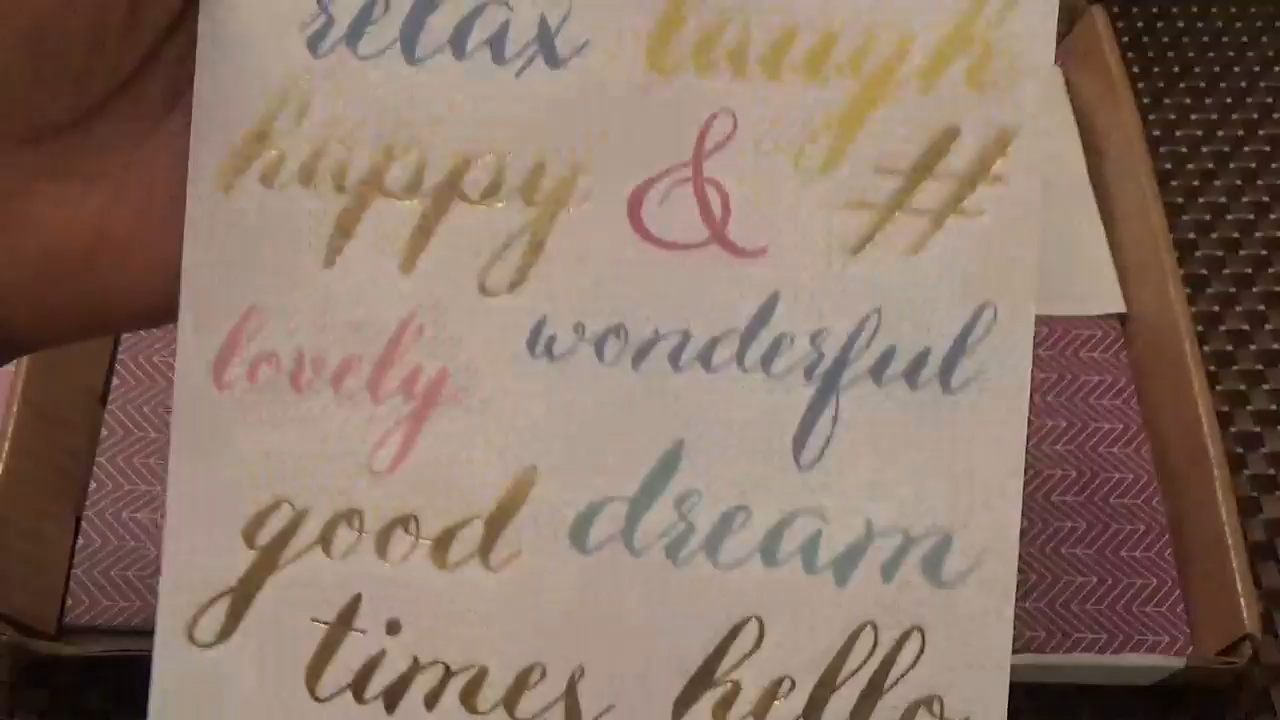 relax laugh
happy & #
lovely wonderful
good dream
times hello